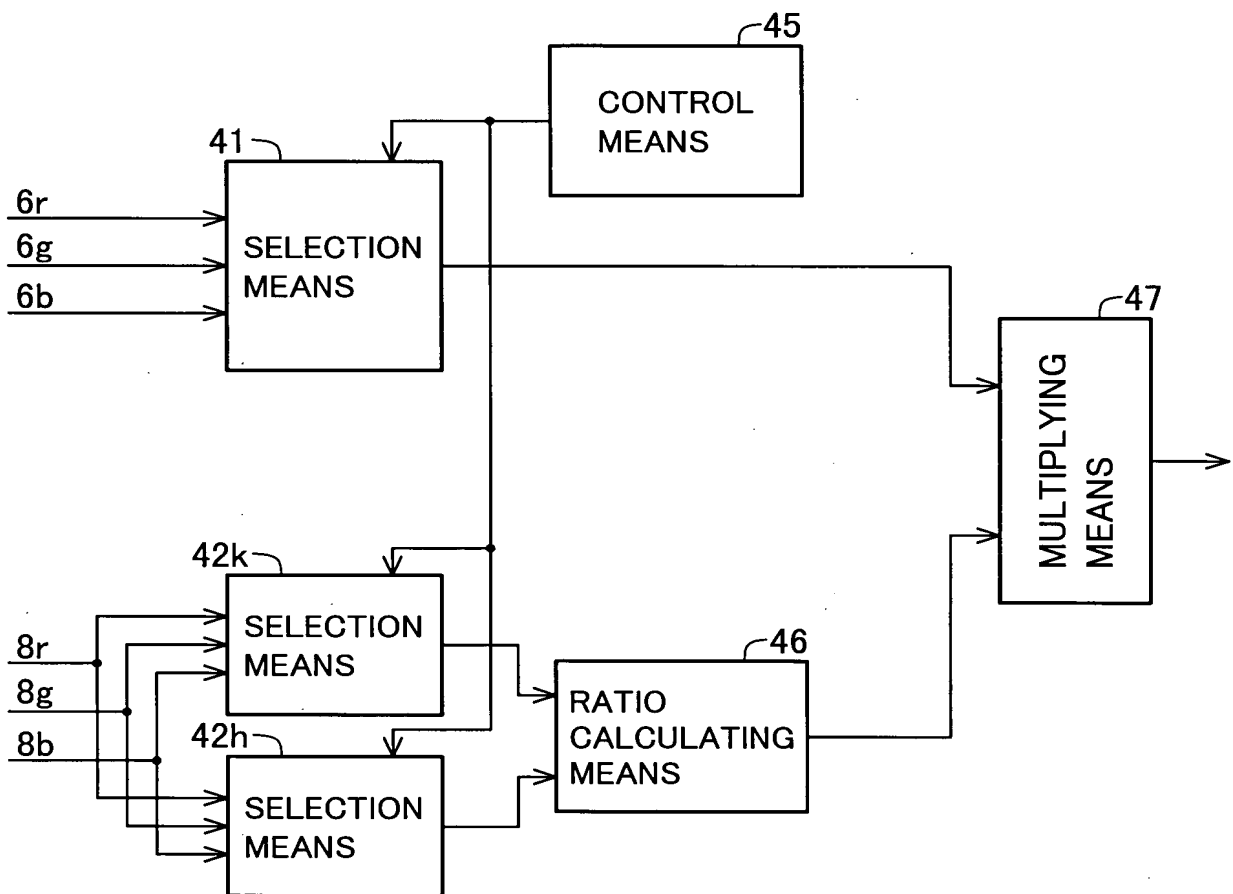 45
CONTROL
MEANS
41
6r
6g
6b
SELECTION
MEANS
47
MULTIPLYING
MEANS
42k
SELECTION
MEANS
8r
8g
8b
46
RATIO
CALCULATING
MEANS
42h
SELECTION
MEANS